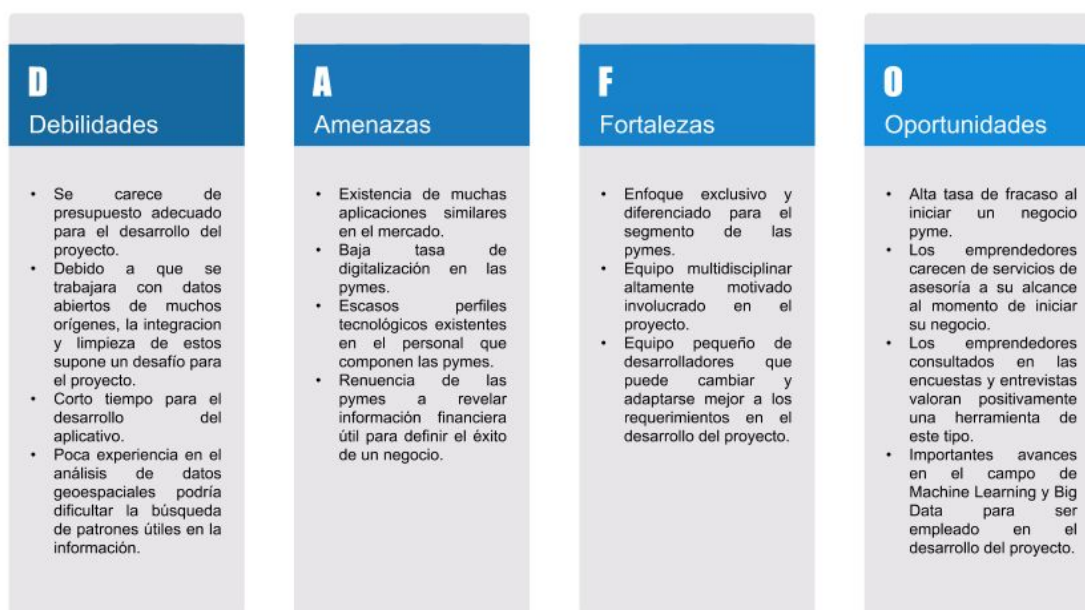 D
Debilidades
• Se carece de
presupuesto adecuado
para el desarrollo del
proyecto.
• Debido a que se
trabajara con datos
abiertos de muchos
orígenes, la integracion
y limpieza de estos
supone un desafío para
el proyecto.
• Corto tiempo para el
desarrollo del
aplicativo.
• Poca experiencia en el
análisis de datos
geoespaciales podría
dificultar la búsqueda
de patrones útiles en la
información.
A
Amenazas
• Existencia de muchas
aplicaciones similares
en el mercado.
• Baja tasa de
digitalización en las
pymes.
• Escasos perfiles
tecnológicos existentes
en el personal que
componen las pymes.
• Renuencia de las
pymes a revelar
información financiera
útil para definir el éxito
de un negocio.
F
Fortalezas
• Enfoque exclusivo y
diferenciado para el
segmento de las
pymes.
• Equipo multidisciplinar
altamente motivado
involucrado en el
proyecto.
• Equipo pequeño de
desarrolladores que
puede cambiar y
adaptarse mejor a los
requerimientos en el
desarrollo del proyecto.
O
Oportunidades
• Alta tasa de fracaso al
iniciar un negocio
pyme.
• Los emprendedores
carecen de servicios de
asesoría a su alcance
al momento de iniciar
su negocio.
• Los emprendedores
consultados en las
encuestas y entrevistas
valoran positivamente
una herramienta de
este tipo.
• Importantes avances
en el campo de
Machine Learning y Big
Data para ser
empleado en el
desarrollo del proyecto.